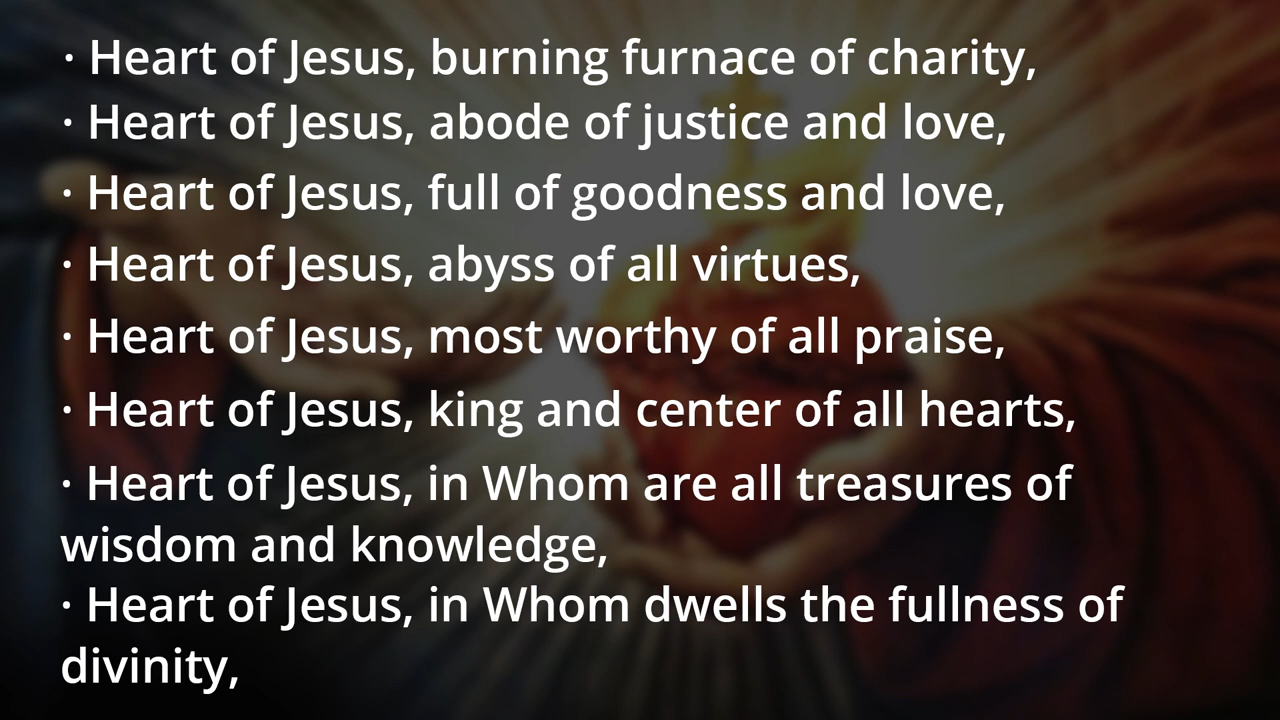 · Heart of Jesus, burning furnace of charity,
· Heart of Jesus, abode of justice and love,
· Heart of Jesus, full of goodness and love,
· Heart of Jesus, abyss of all virtues,
· Heart of Jesus, most worthy of all praise,
· Heart of Jesus, king and center of all hearts,
· Heart of Jesus, in Whom are all treasures of
wisdom and knowledge,
· Heart of Jesus, in Whom dwells the fullness of
divinity,